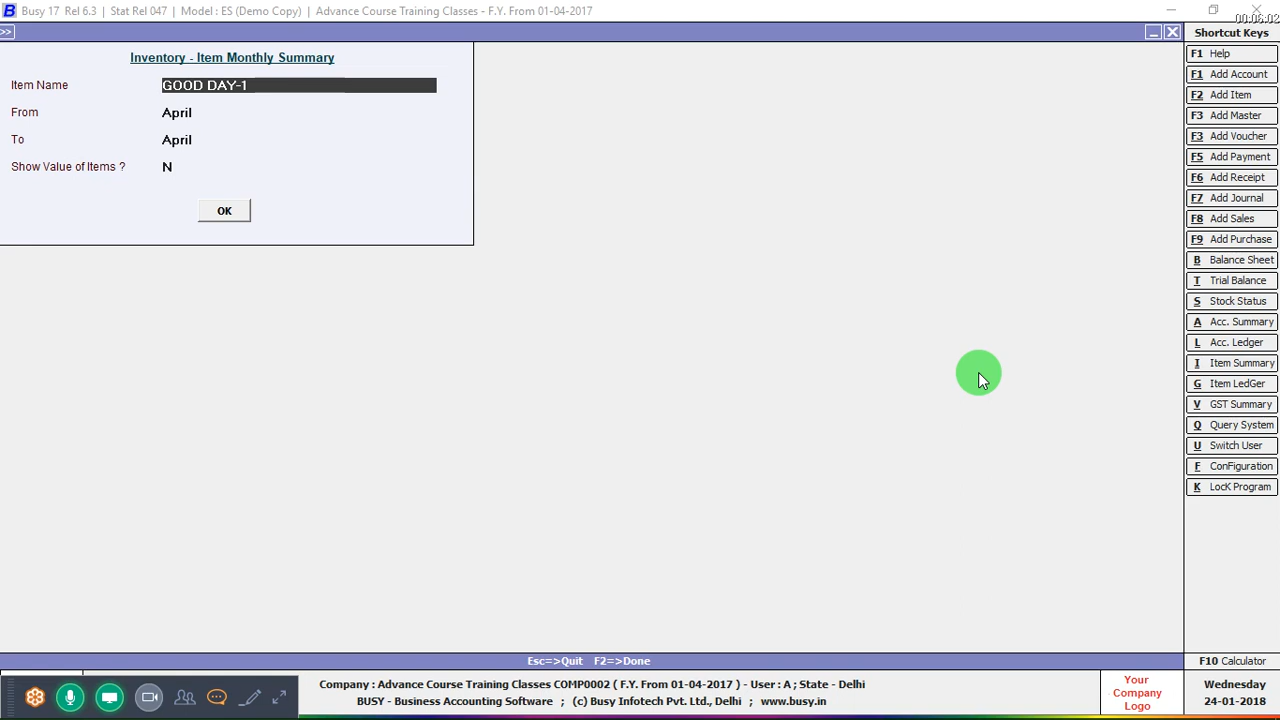 Busy 17 Rel 6.3 | Stat Rel 047 | Model : ES (Demo Copy) | Advance Course Training Classes - F.Y. From 01-04-2017
>>
Shortcut Keys
Inventory - Item Monthly Summary
Item Name GOOD DAY-1
From April
To April
Show Value of Items ? N
OK
F1 Help
F1 Add Account
F2 Add Item
F3 Add Master
F3 Add Voucher
F5 Add Payment
F6 Add Receipt
F7 Add Journal
F8 Add Sales
F9 Add Purchase
B Balance Sheet
T Trial Balance
S Stock Status
A Acc. Summary
L Acc. Ledger
I Item Summary
G Item LedGer
V GST Summary
Q Query System
U Switch User
F ConFiguration
K LocK Program
Esc=>Quit F2=>Done
F10 Calculator
Company : Advance Course Training Classes COMP0002 ( F.Y. From 01-04-2017 ) - User : A ; State - Delhi
BUSY - Business Accounting Software ; (c) Busy Infotech Pvt. Ltd., Delhi ; www.busy.in
Your
Company
Logo
Wednesday
24-01-2018